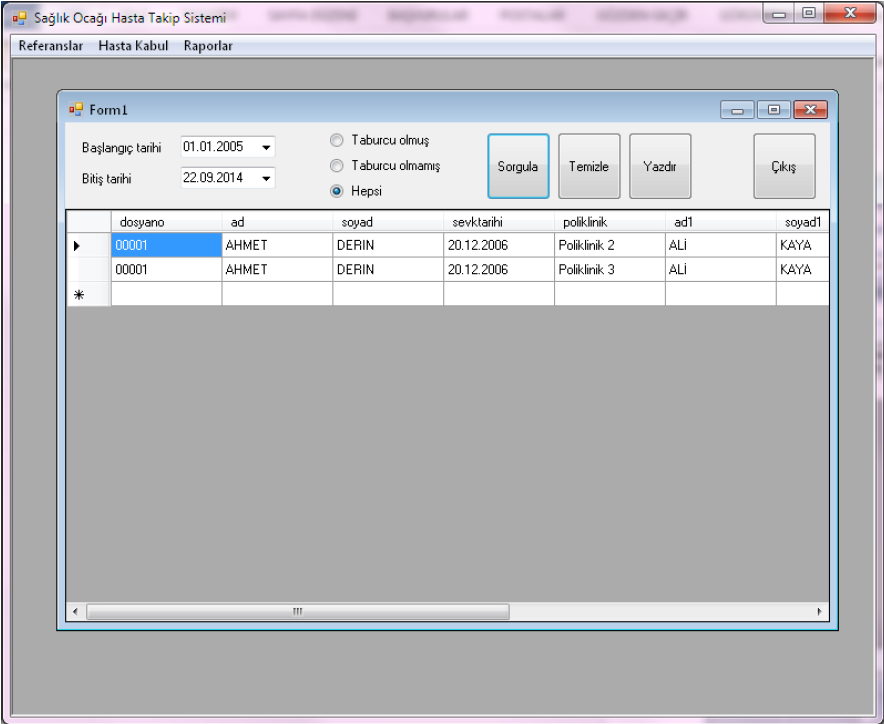 Sağlık Ocağı Hasta Takip Sistemi
Referanslar Hasta Kabul Raporlar
Form1
Başlangıç tarihi 01.01.2005 Taburcu olmuş
Bitiş tarihi 22.09.2014 Taburcu olmamış
Hepsi
Sorgula Temizle Yazdır Çıkış
dosyano ad soyad sevktarihi poliklinik ad1 soyad1
00001 AHMET DERIN 20.12.2006 Poliklinik 2 ALİ KAYA
00001 AHMET DERIN 20.12.2006 Poliklinik 3 ALİ KAYA